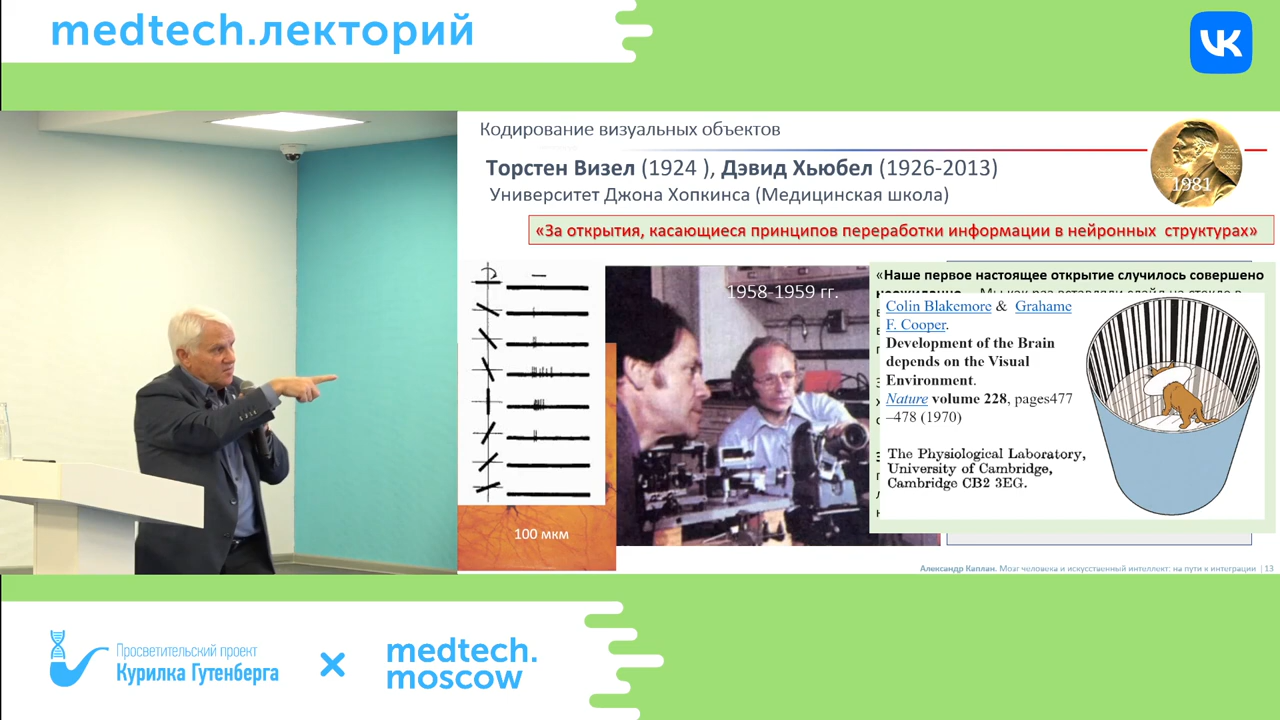 medtech.лекторий
Кодирование визуальных объектов
Торстен Визел (1924 ), Дэвид Хьюбел (1926-2013)
Университет Джона Хопкинса (Медицинская школа)
1981
«За открытия, касающиеся принципов переработки информации в нейронных структурах»
1958-1959 гг.
«Наше первое настоящее открытие случилось совершено
Colin Blakemore & Grahame
F. Cooper.
Development of the Brain
depends on the Visual
Environment.
Nature volume 228, pages477
–478 (1970)
The Physiological Laboratory,
University of Cambridge,
Cambridge CB2 3EG.
100 мкм
Александр Каплан. Мозг человека и искусственный интеллект: на пути к интеграции | 13
Просветительский проект
Курилка Гутенберга
medtech.
moscow